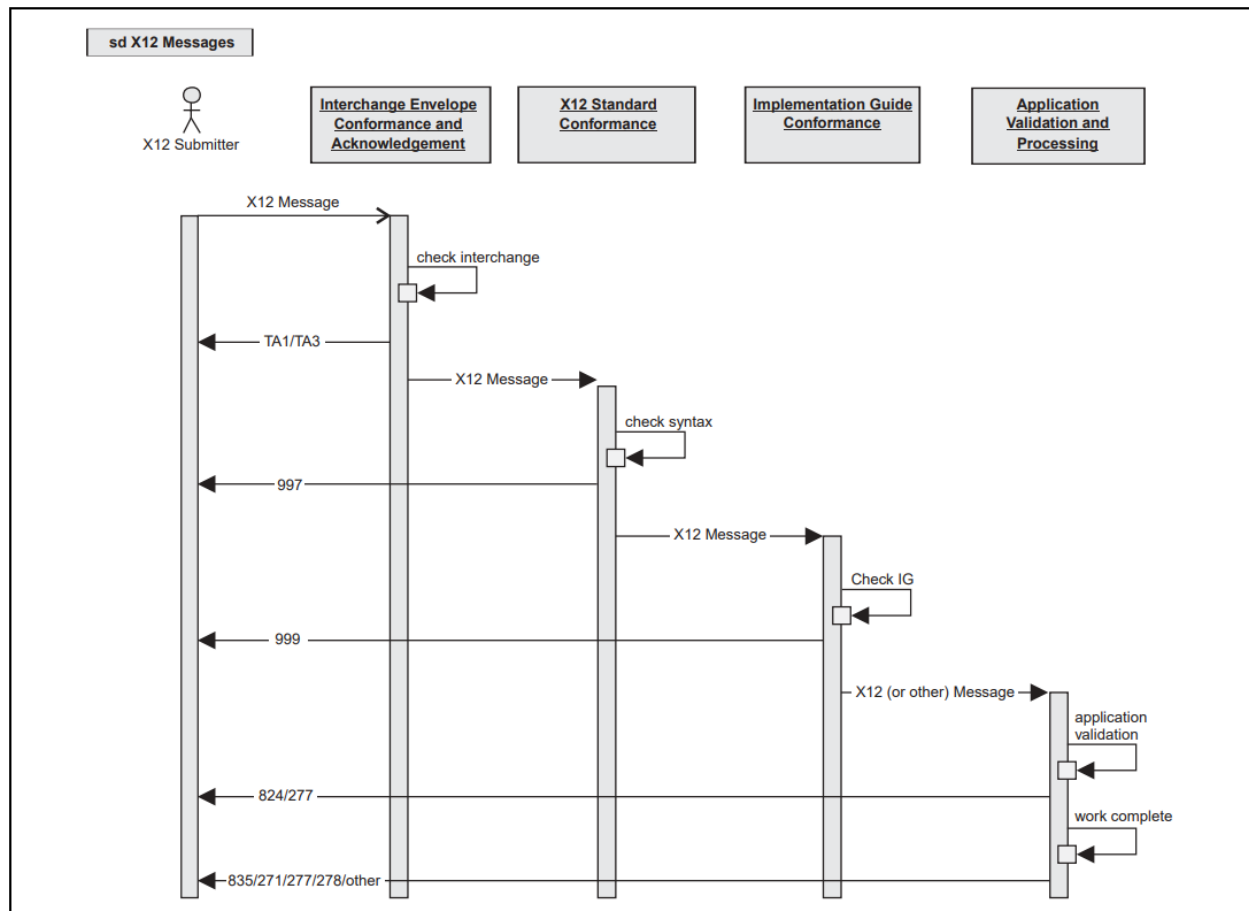 sd X12 Messages
X12 Submitter
Interchange Envelope
Conformance and
Acknowledgement
X12 Standard
Conformance
Implementation Guide
Conformance
Application
Validation and
Processing
X12 Message
check interchange
TA1/TA3
X12 Message
check syntax
997
X12 Message
Check IG
999
X12 (or other) Message
application
validation
824/277
work complete
835/271/277/278/other